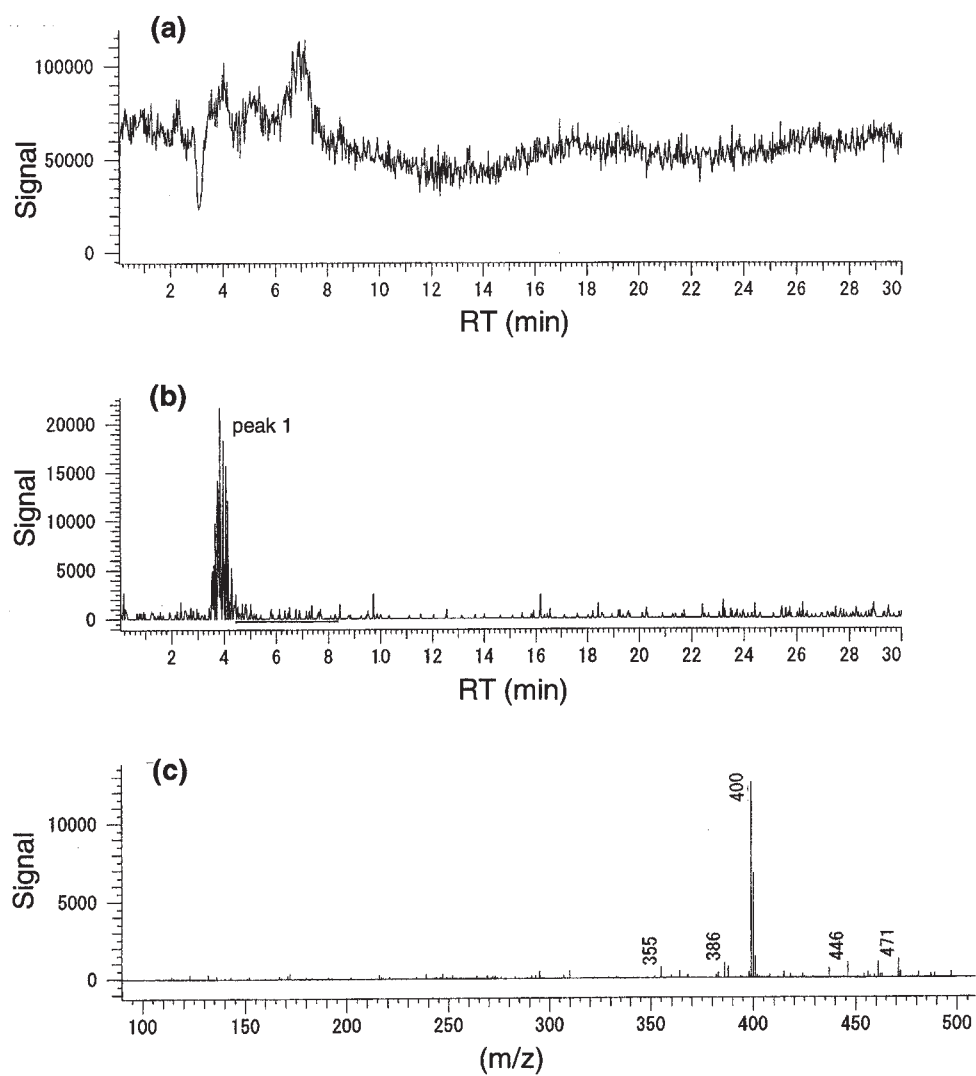 (a)
100000
50000
0
Signal
2 4 6 8 10 12 14 16 18 20 22 24 26 28 30
RT (min)
(b)
peak 1
20000
15000
10000
5000
0
Signal
2 4 6 8 10 12 14 16 18 20 22 24 26 28 30
RT (min)
(c)
400
10000
5000
0
Signal
355 386 446 471
100 150 200 250 300 350 400 450 500
(m/z)